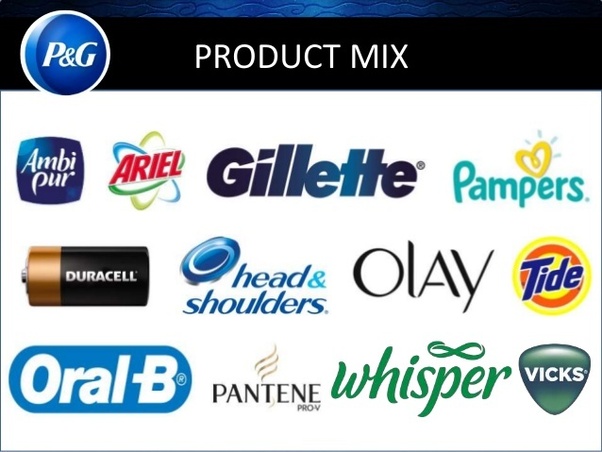 P&G
PRODUCT MIX
Ambi
pur
ARIEL
Gillette®
Pampers®
DURACELL
head&
shoulders®
OLAY
Tide
Oral-B®
PANTENE
PRO-V
whisper
VICKS®